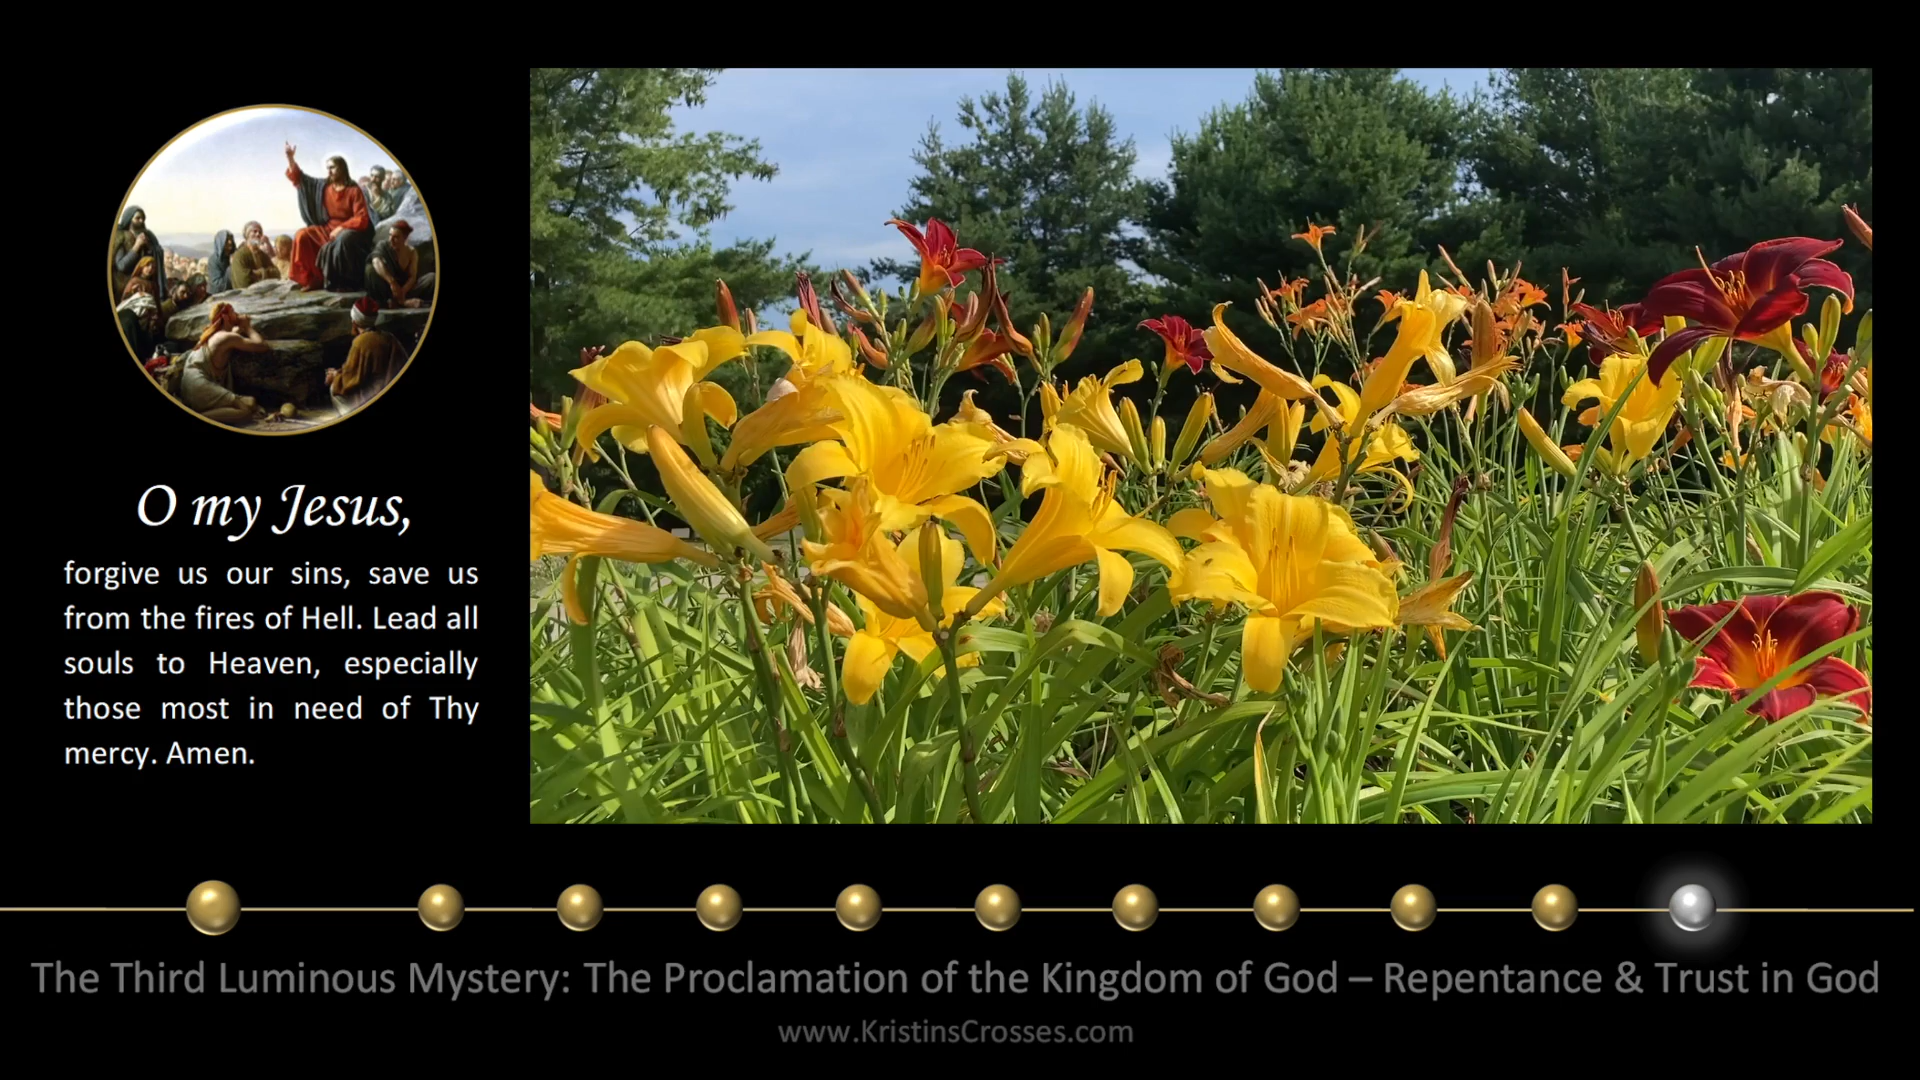 O my Jesus,
forgive us our sins, save us
from the fires of Hell. Lead all
souls to Heaven, especially
those most in need of Thy
mercy. Amen.
The Third Luminous Mystery: The Proclamation of the Kingdom of God – Repentance & Trust in God
www.KristinsCrosses.com